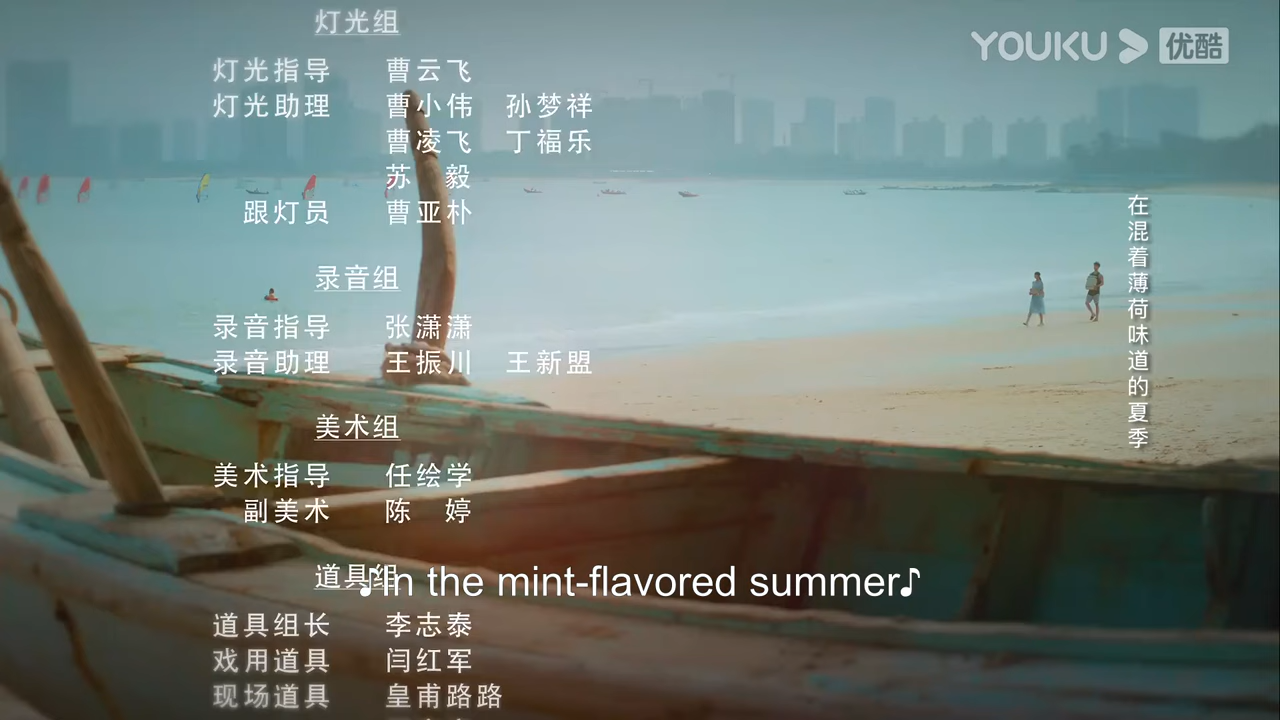 灯光组
YOUKU 优酷
灯光指导 曹云飞
灯光助理 曹小伟 孙梦祥
曹凌飞 丁福乐
苏 毅
跟灯员 曹亚朴
在混着薄荷味道的夏季
录音组
录音指导 张潇潇
录音助理 王振川 王新盟
美术组
美术指导 任绘学
副美术 陈 婷
道具组
♪In the mint-flavored summer♪
道具组长 李志泰
戏用道具 闫红军
现场道具 皇甫路路